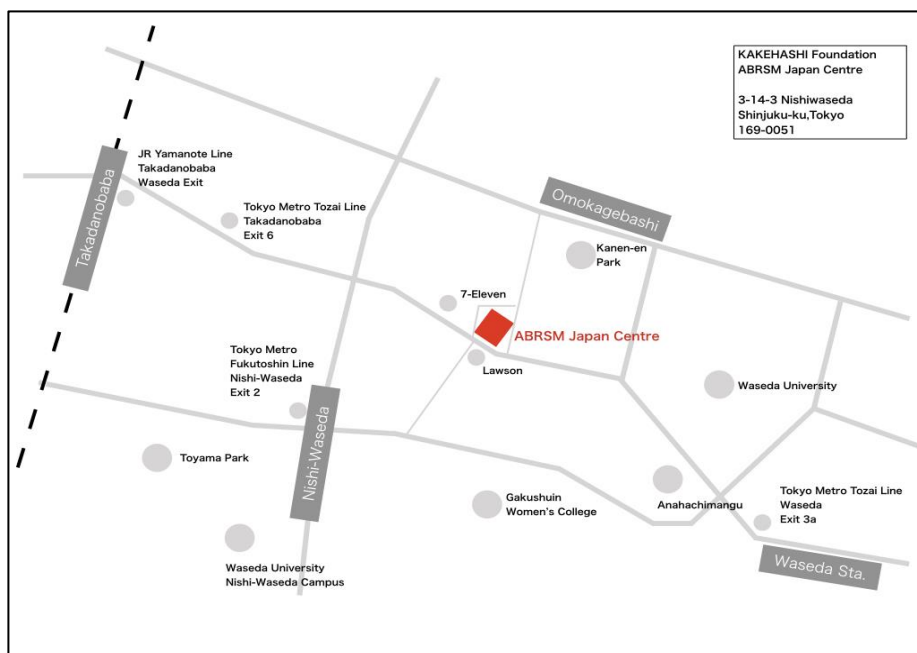 KAKEHASHI Foundation
ABRSM Japan Centre
3-14-3 Nishiwaseda
Shinjuku-ku,Tokyo
169-0051
JR Yamanote Line
Takadanobaba
Waseda Exit
Takadanobaba
Tokyo Metro Tozai Line
Takadanobaba
Exit 6
Omokagebashi
Kanen-en
Park
7-Eleven
ABRSM Japan Centre
Lawson
Tokyo Metro
Fukutoshin Line
Nishi-Waseda
Exit 2
Nishi-Waseda
Waseda University
Toyama Park
Gakushuin
Women's College
Anahachimangu
Tokyo Metro Tozai Line
Waseda
Exit 3a
Waseda Sta.
Waseda University
Nishi-Waseda Campus